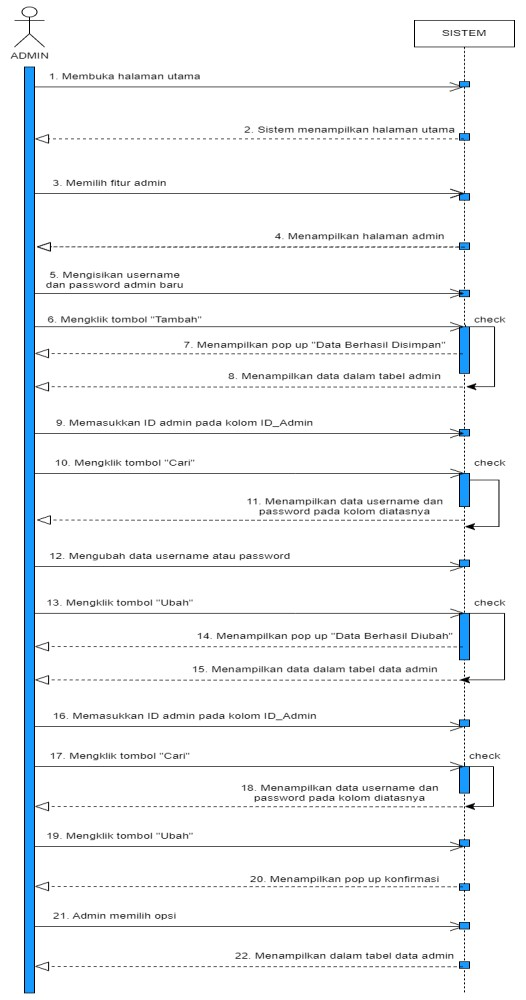 ADMIN
SISTEM
1. Membuka halaman utama
2. Sistem menampilkan halaman utama
3. Memilih fitur admin
4. Menampilkan halaman admin
5. Mengisikan username
dan password admin baru
6. Mengklik tombol "Tambah"
check
7. Menampilkan pop up "Data Berhasil Disimpan"
8. Menampilkan data dalam tabel admin
9. Memasukkan ID admin pada kolom ID_Admin
10. Mengklik tombol "Cari"
check
11. Menampilkan data username dan
password pada kolom diatasnya
12. Mengubah data username atau password
13. Mengklik tombol "Ubah"
check
14. Menampilkan pop up "Data Berhasil Diubah"
15. Menampilkan data dalam tabel data admin
16. Memasukkan ID admin pada kolom ID_Admin
17. Mengklik tombol "Cari"
check
18. Menampilkan data username dan
password pada kolom diatasnya
19. Mengklik tombol "Ubah"
20. Menampilkan pop up konfirmasi
21. Admin memilih opsi
22. Menampilkan dalam tabel data admin